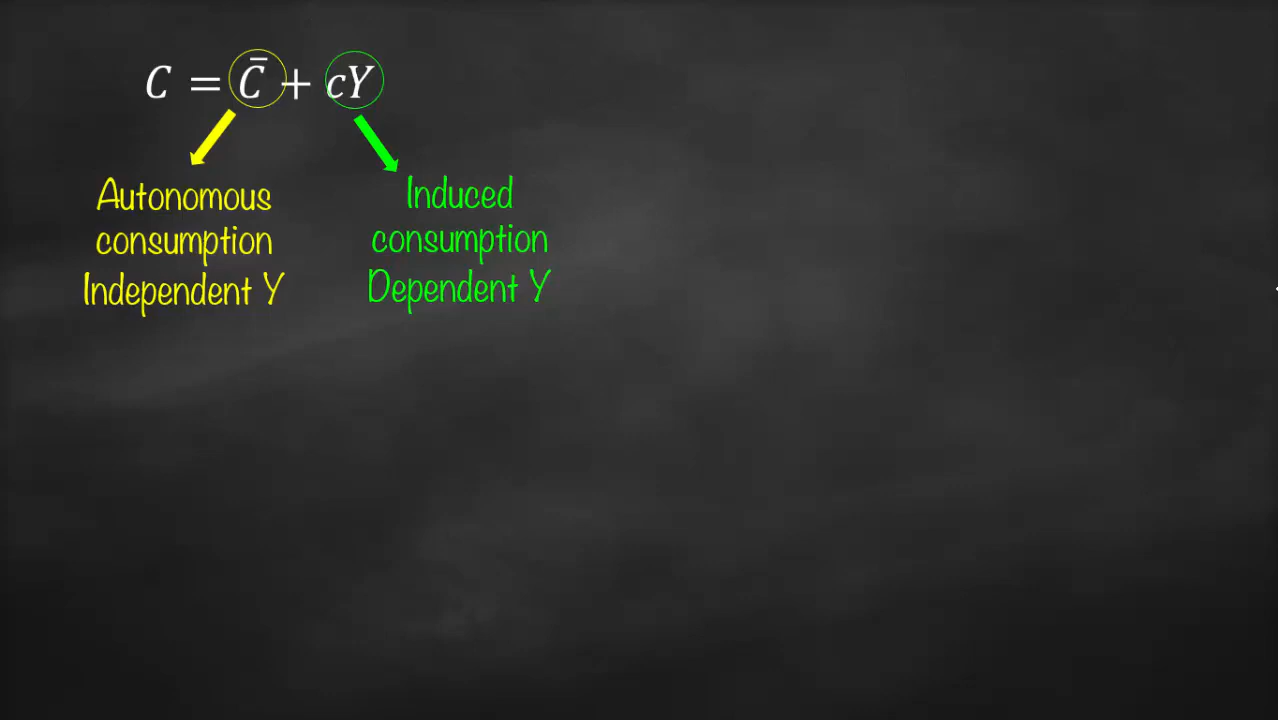 C = C̄ + cY
Autonomous
consumption
Independent Y
Induced
consumption
Dependent Y